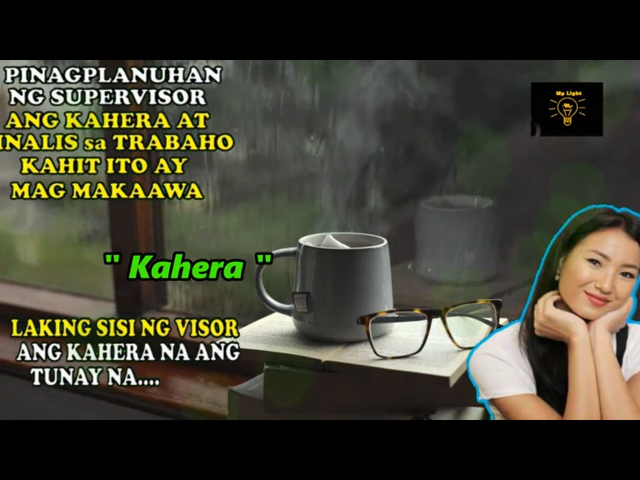 PINAGPLANUHAN
NG SUPERVISOR
ANG KAHERA AT
INALIS sa TRABAHO
KAHIT ITO AY
MAG MAKAAWA
Mp Light
" Kahera "
LAKING SISI NG VISOR
ANG KAHERA NA ANG
TUNAY NA....